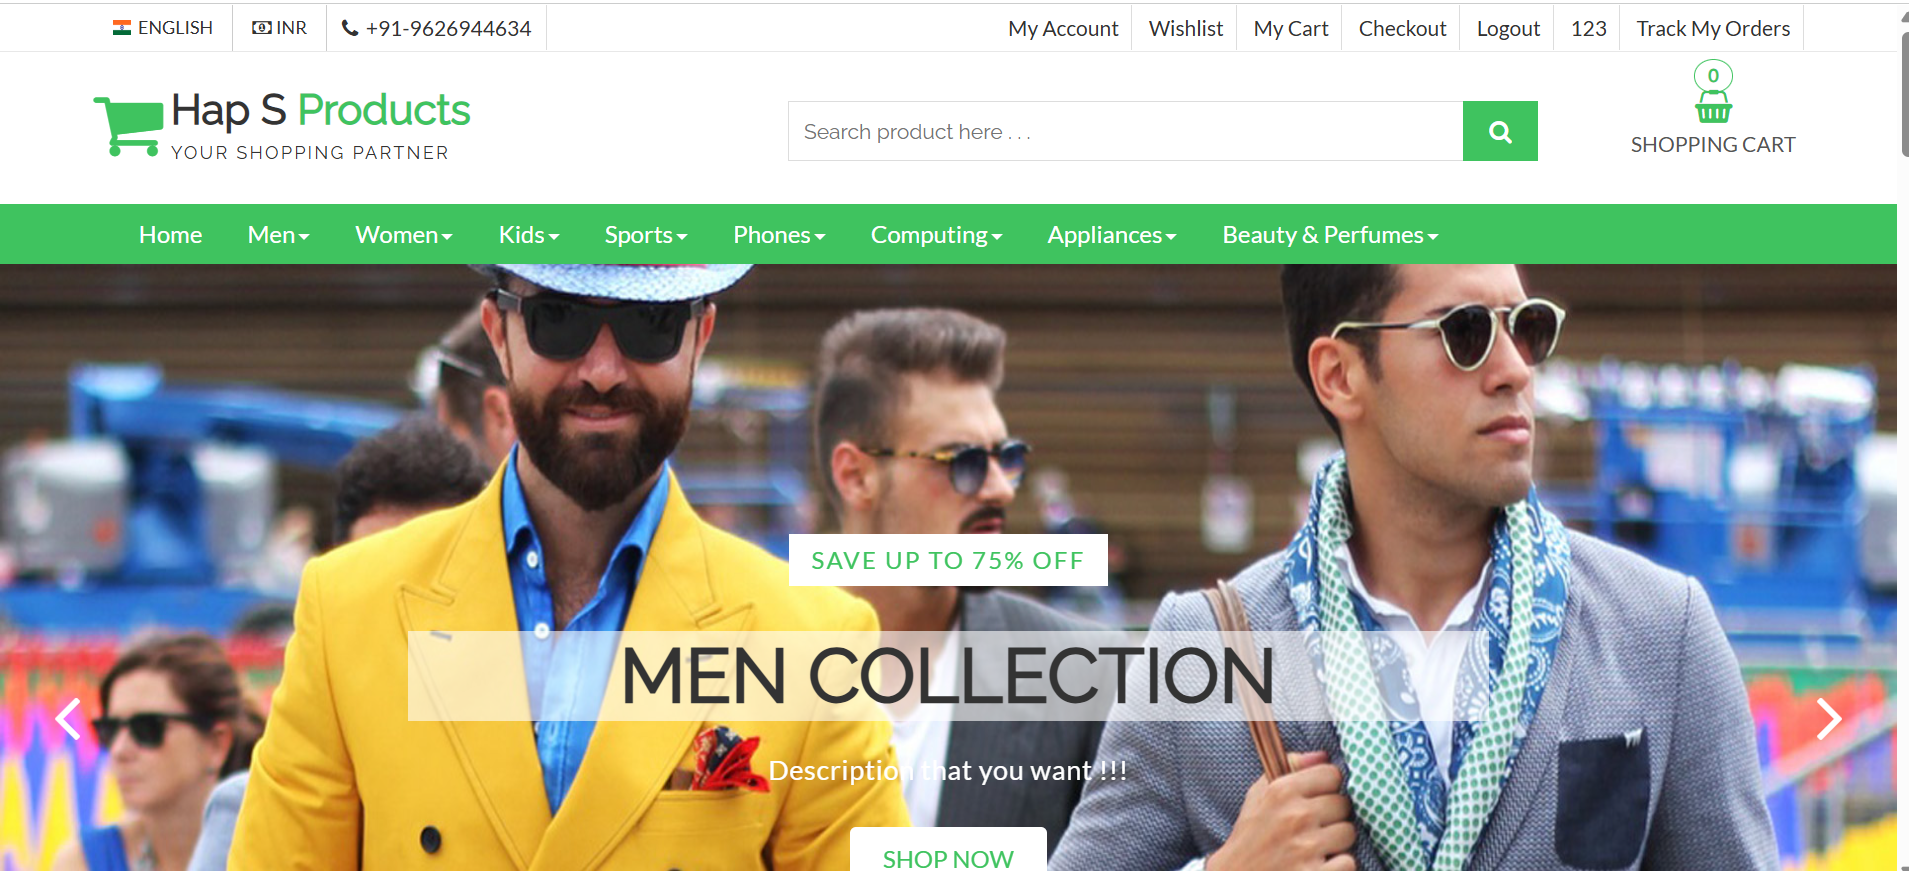 ENGLISH INR +91-9626944634 My Account Wishlist My Cart Checkout Logout 123 Track My Orders
Hap S Products
YOUR SHOPPING PARTNER
Search product here . . .
0
SHOPPING CART
Home Men Women Kids Sports Phones Computing Appliances Beauty & Perfumes
SAVE UP TO 75% OFF
MEN COLLECTION
Description that you want !!!
SHOP NOW